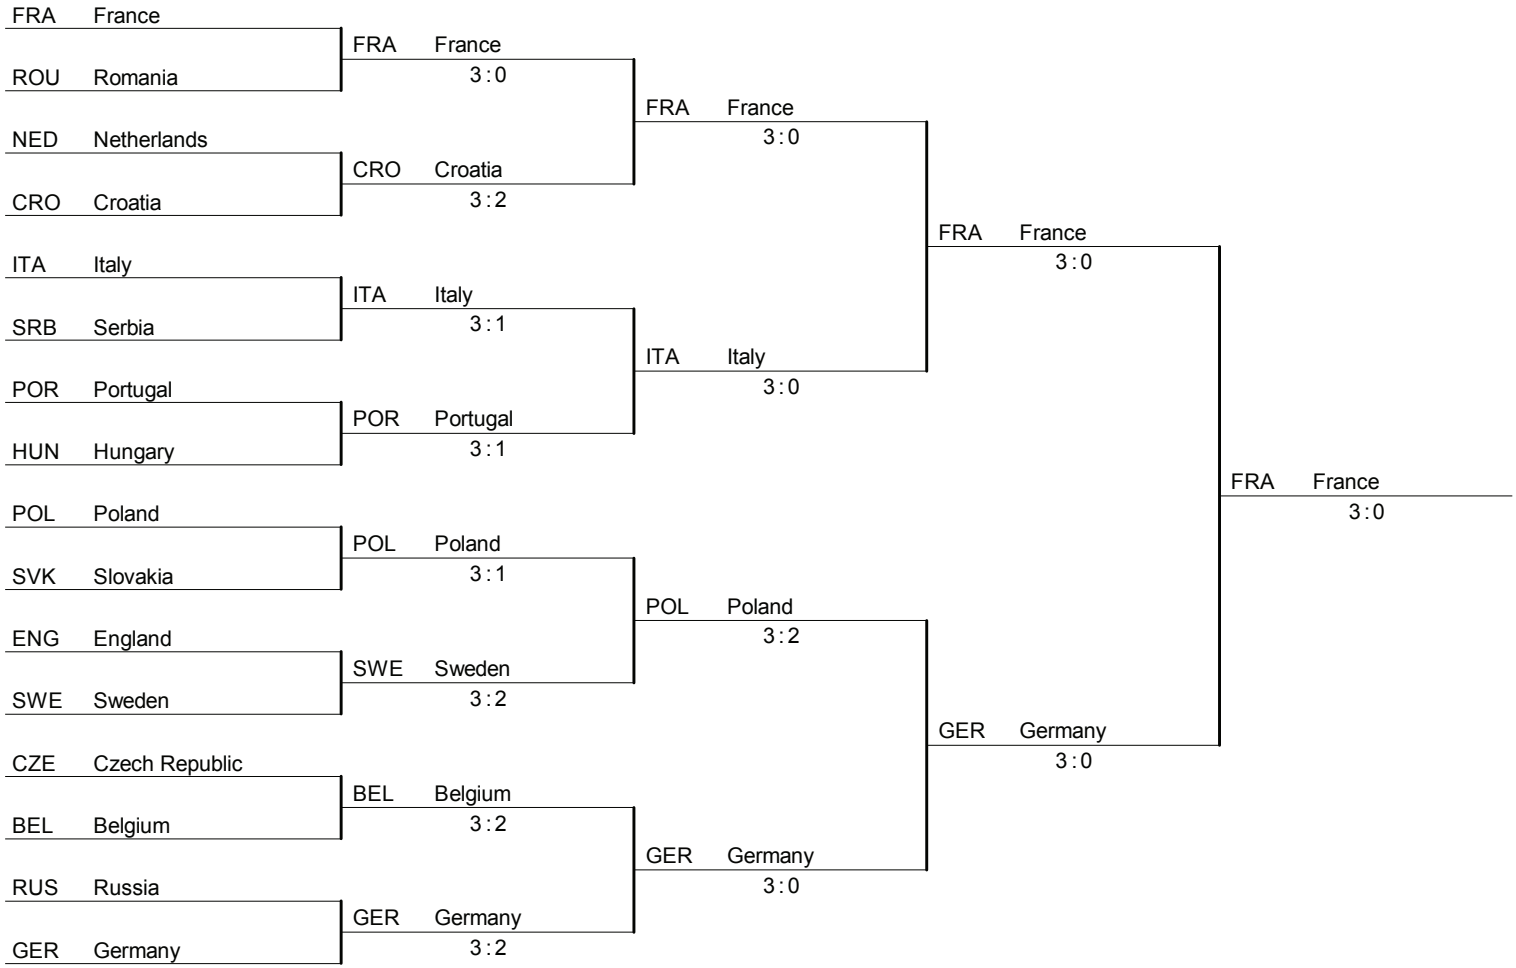 FRA France
ROU Romania
NED Netherlands
CRO Croatia
ITA Italy
SRB Serbia
POR Portugal
HUN Hungary
POL Poland
SVK Slovakia
ENG England
SWE Sweden
CZE Czech Republic
BEL Belgium
RUS Russia
GER Germany
FRA France
3:0
CRO Croatia
3:2
ITA Italy
3:1
POR Portugal
3:1
POL Poland
3:1
SWE Sweden
3:2
BEL Belgium
3:2
GER Germany
3:2
FRA France
3:0
ITA Italy
3:0
POL Poland
3:2
GER Germany
3:0
FRA France
3:0
GER Germany
3:0
FRA France
3:0